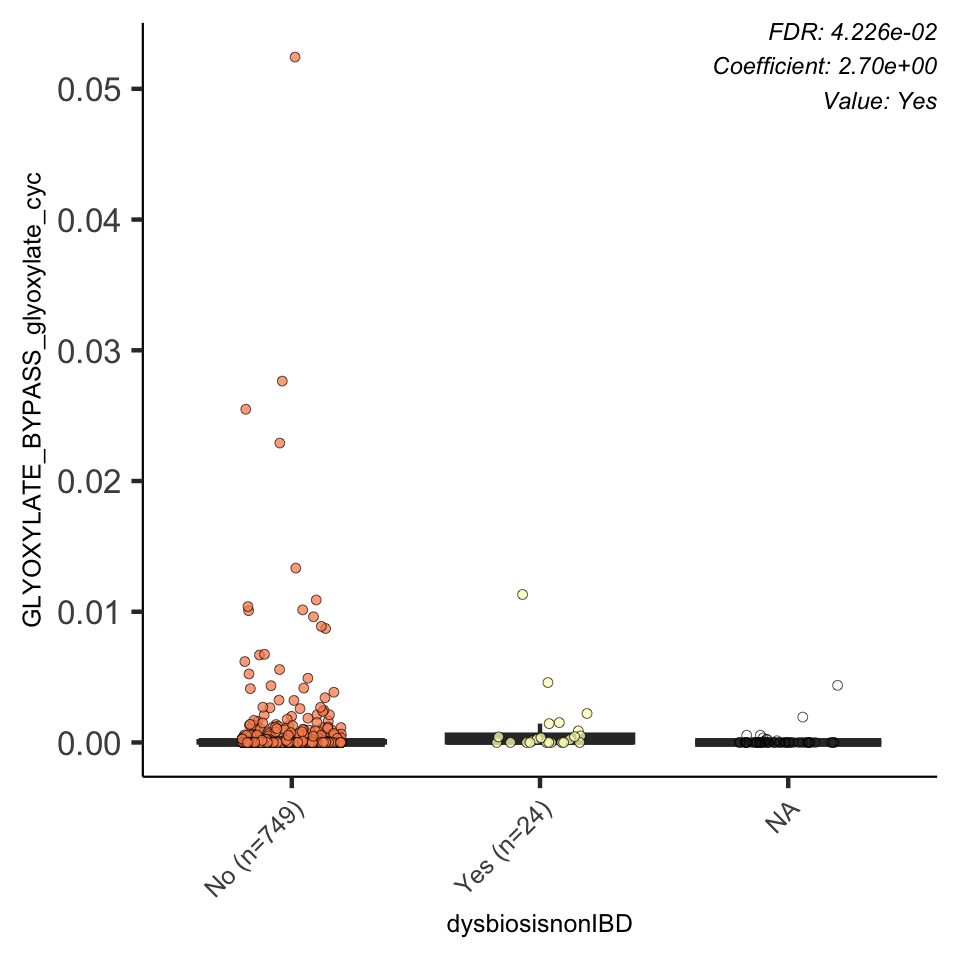 FDR: 4.226e-02
Coefficient: 2.70e+00
Value: Yes
GLYOXYLATE_BYPASS_glyoxylate_cyc
0.05
0.04
0.03
0.02
0.01
0.00
No (n=749)
Yes (n=24)
NA
dysbiosisnonIBD